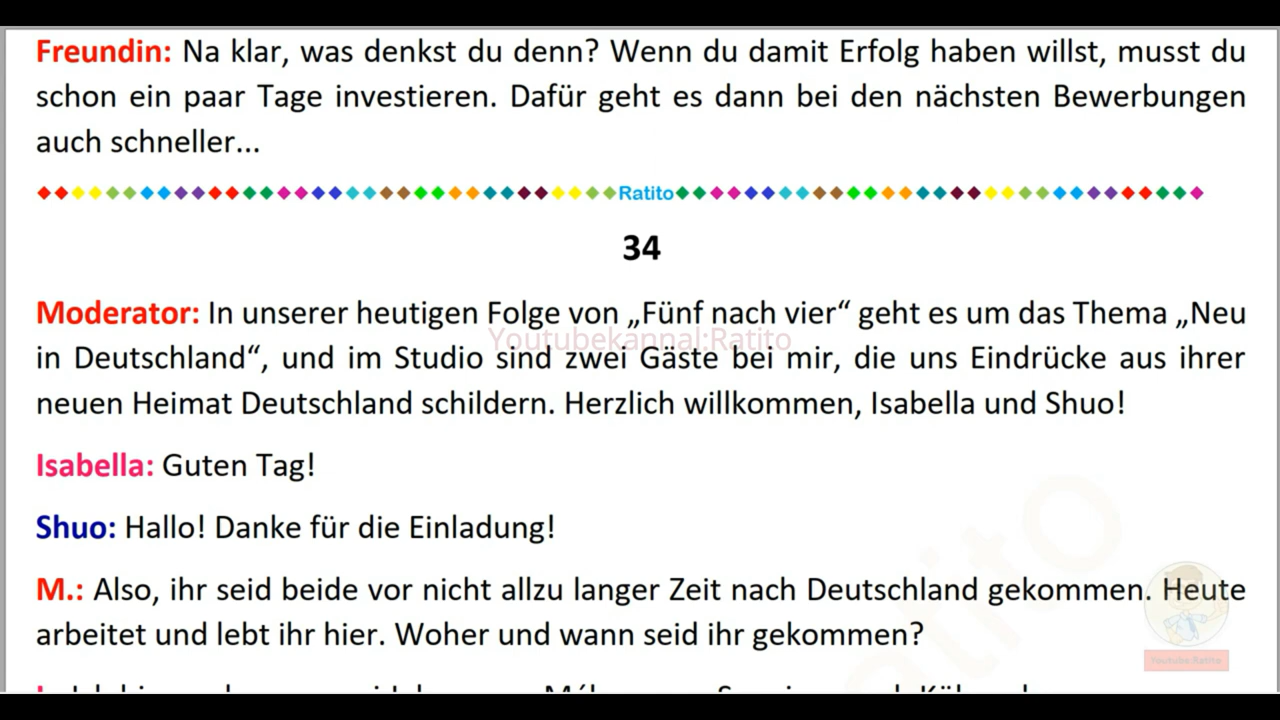 Freundin: Na klar, was denkst du denn? Wenn du damit Erfolg haben willst, musst du
schon ein paar Tage investieren. Dafür geht es dann bei den nächsten Bewerbungen
auch schneller...
Ratito
34
Moderator: In unserer heutigen Folge von „Fünf nach vier“ geht es um das Thema „Neu
Youtubekannal:Ratito
in Deutschland“, und im Studio sind zwei Gäste bei mir, die uns Eindrücke aus ihrer
neuen Heimat Deutschland schildern. Herzlich willkommen, Isabella und Shuo!
Isabella: Guten Tag!
Shuo: Hallo! Danke für die Einladung!
M.: Also, ihr seid beide vor nicht allzu langer Zeit nach Deutschland gekommen. Heute
arbeitet und lebt ihr hier. Woher und wann seid ihr gekommen?
Youtube:Ratito